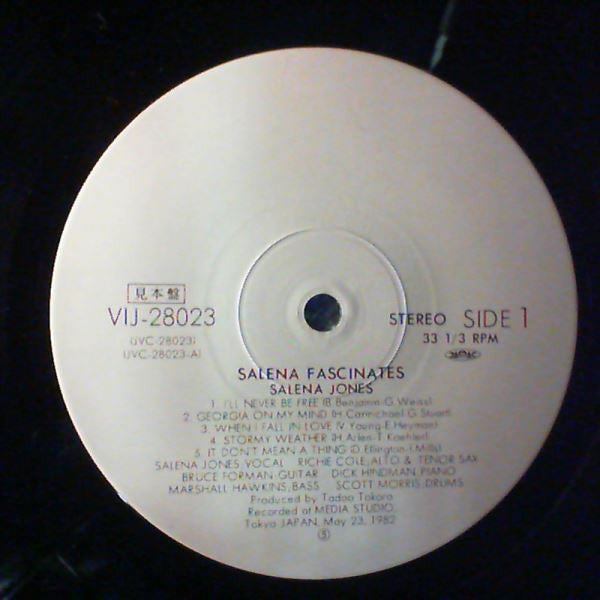 見本盤
VIJ-28023
(JVC-28023)
(JVC-28023-A)
STEREO SIDE 1
33 1/3 RPM
SALENA FASCINATES
SALENA JONES
1. I'LL NEVER BE FREE (B. Benjamin-G. Weiss)
2. GEORGIA ON MY MIND (H. Carmichael-G. Stuart)
3. WHEN I FALL IN LOVE (V. Young-E. Heyman)
4. STORMY WEATHER (H. Arlen-T. Koehler)
5. IT DON'T MEAN A THING (D. Ellington-I. Mills)
SALENA JONES, VOCAL RICHIE COLE, ALTO & TENOR SAX
BRUCE FORMAN, GUITAR DICK HINDMAN, PIANO
MARSHALL HAWKINS, BASS SCOTT MORRIS, DRUMS
Produced by Tadao Tokoro
Recorded at MEDIA STUDIO,
Tokyo JAPAN, May 23, 1982
Ⓢ